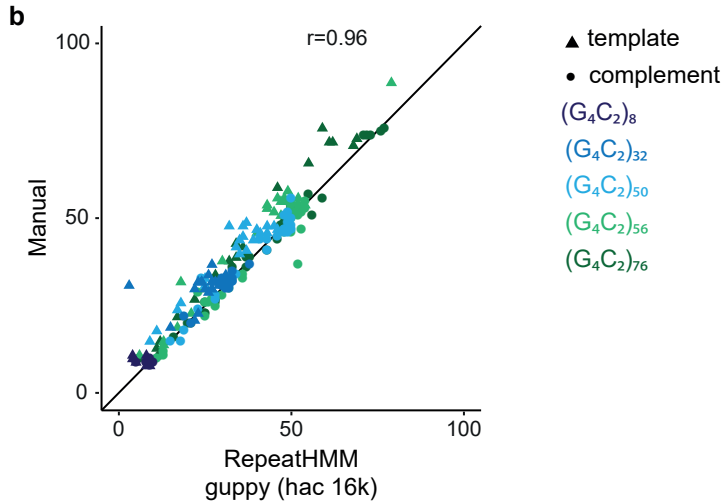 b
r=0.96
100
50
0
Manual
0 50 100
RepeatHMM
guppy (hac 16k)
template
complement
(G₄C₂)₈
(G₄C₂)₃₂
(G₄C₂)₅₀
(G₄C₂)₅₆
(G₄C₂)₇₆